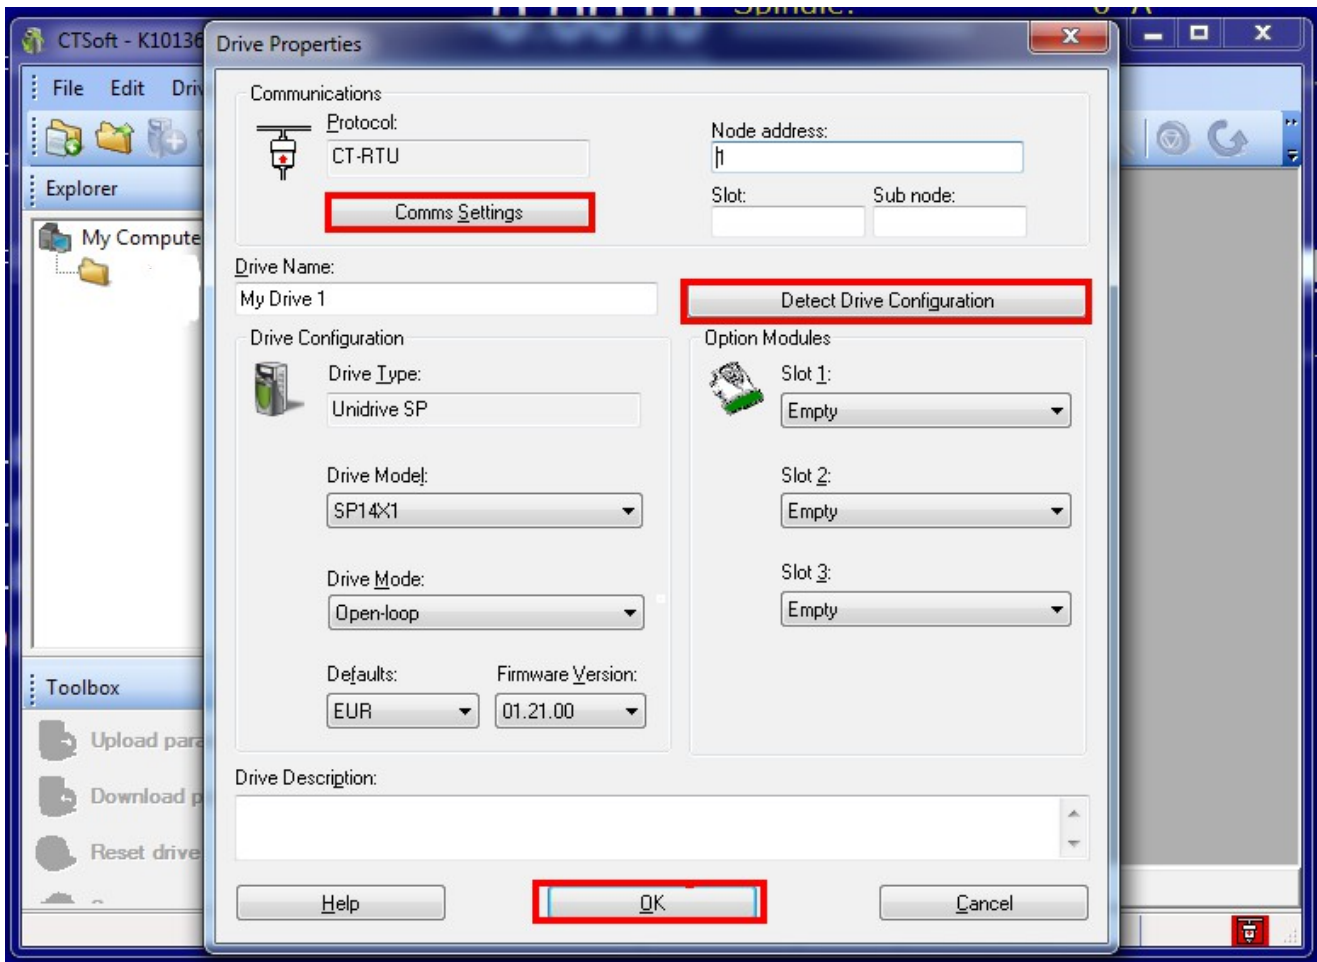 Spindle: 0 A
CTSoft - K10136
Drive Properties
File Edit Driv
Explorer
My Compute
Communications
Protocol:
CT-RTU
Comms Settings
Node address:
1
Slot: Sub node:
Drive Name:
My Drive 1
Detect Drive Configuration
Drive Configuration
Drive Type:
Unidrive SP
Drive Model:
SP14X1
Drive Mode:
Open-loop
Defaults: Firmware Version:
EUR 01.21.00
Option Modules
Slot 1:
Empty
Slot 2:
Empty
Slot 3:
Empty
Toolbox
Upload para
Download p
Reset drive
Drive Description:
Help OK Cancel